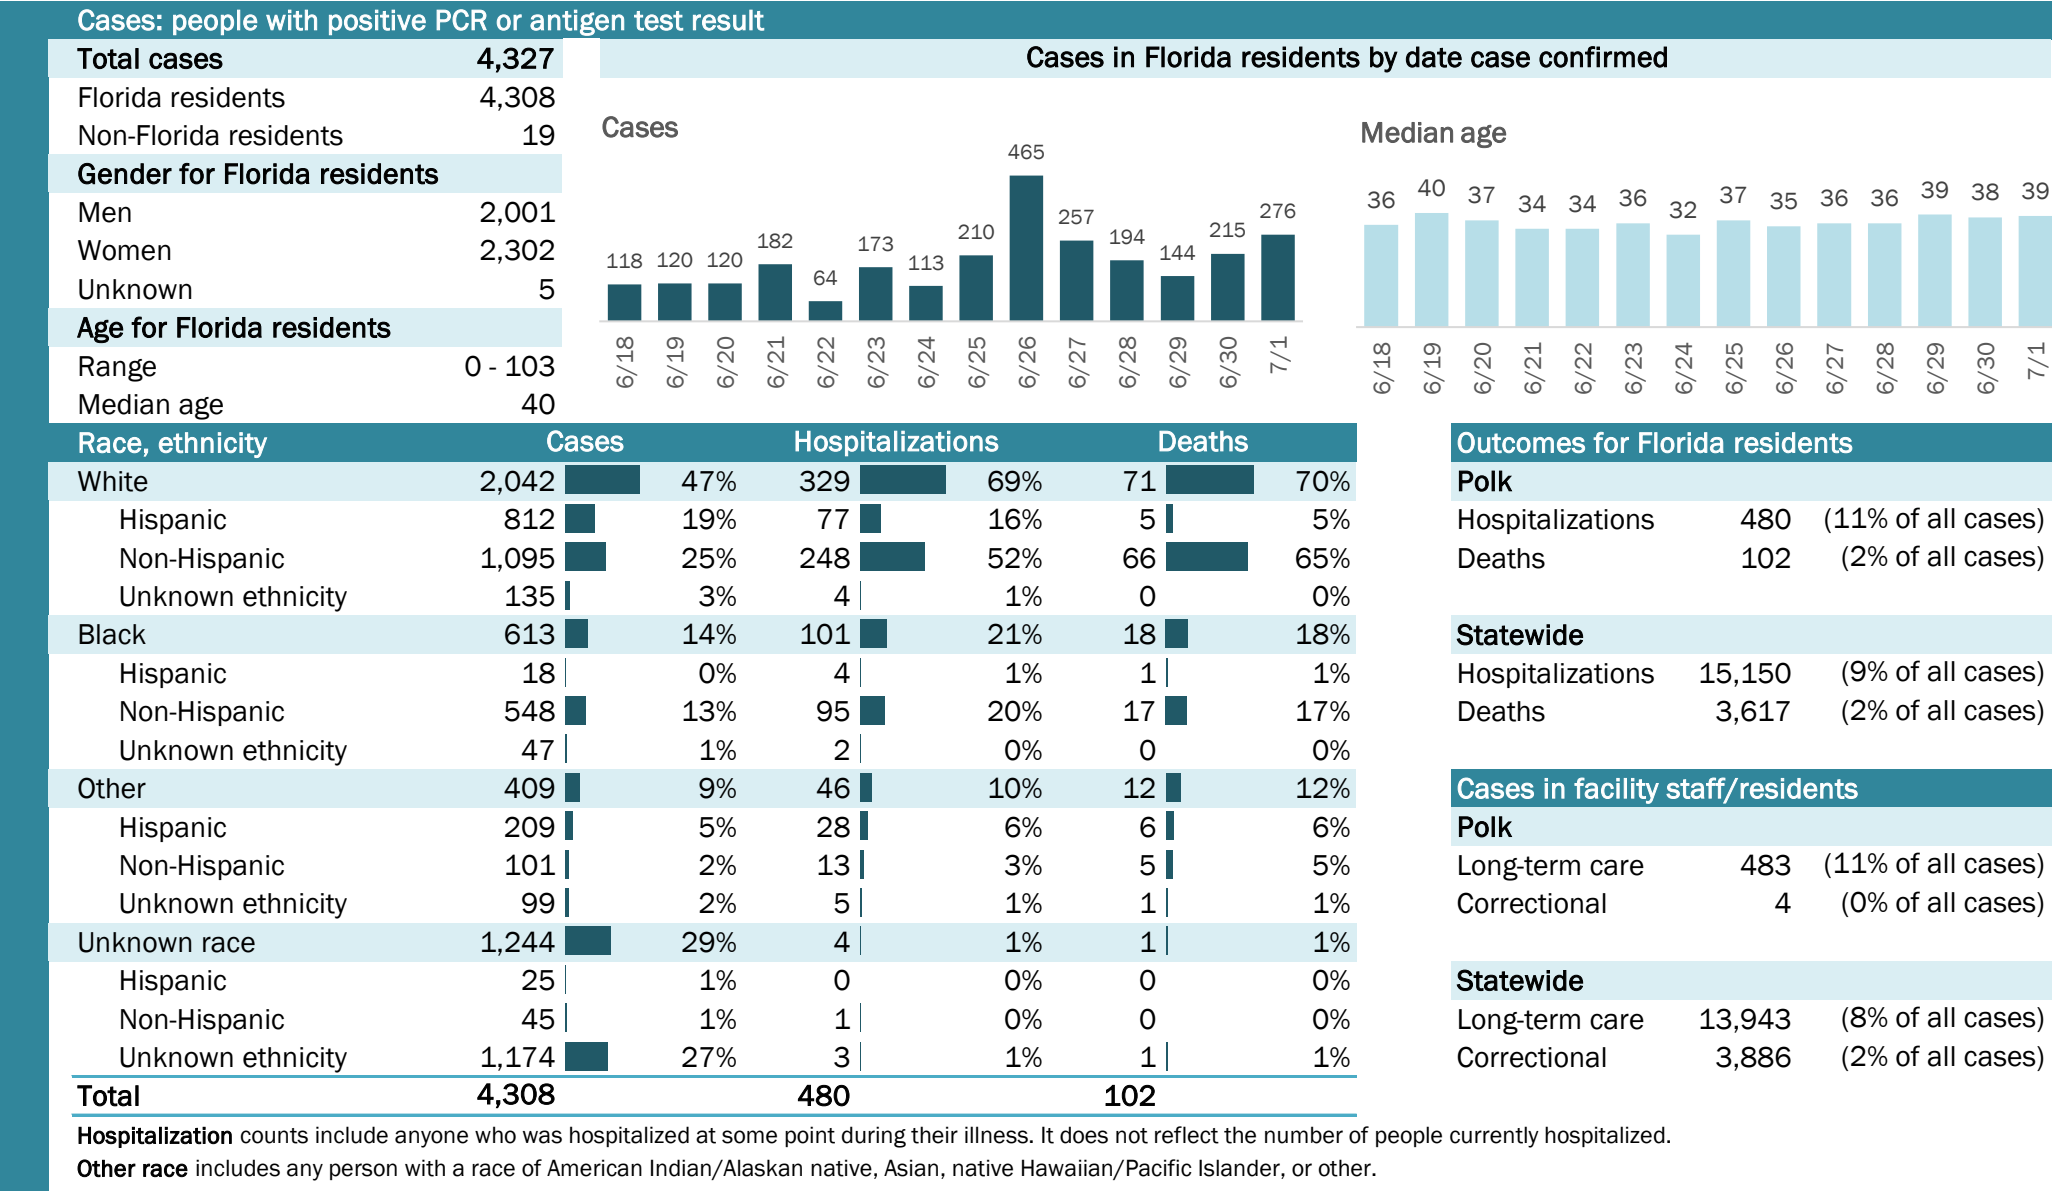 Cases: people with positive PCR or antigen test result
Total cases 4,327
Florida residents 4,308
Non-Florida residents 19
Gender for Florida residents
Men 2,001
Women 2,302
Unknown 5
Age for Florida residents
Range 0 - 103
Median age 40
Cases in Florida residents by date case confirmed
Cases
118 120 120 182 64 173 113 210 465 257 194 144 215 276
6/18 6/19 6/20 6/21 6/22 6/23 6/24 6/25 6/26 6/27 6/28 6/29 6/30 7/1
Median age
36 40 37 34 34 36 32 37 35 36 36 39 38 39
6/18 6/19 6/20 6/21 6/22 6/23 6/24 6/25 6/26 6/27 6/28 6/29 6/30 7/1
Race, ethnicity Cases Hospitalizations Deaths
White 2,042 47% 329 69% 71 70%
Hispanic 812 19% 77 16% 5 5%
Non-Hispanic 1,095 25% 248 52% 66 65%
Unknown ethnicity 135 3% 4 1% 0 0%
Black 613 14% 101 21% 18 18%
Hispanic 18 0% 4 1% 1 1%
Non-Hispanic 548 13% 95 20% 17 17%
Unknown ethnicity 47 1% 2 0% 0 0%
Other 409 9% 46 10% 12 12%
Hispanic 209 5% 28 6% 6 6%
Non-Hispanic 101 2% 13 3% 5 5%
Unknown ethnicity 99 2% 5 1% 1 1%
Unknown race 1,244 29% 4 1% 1 1%
Hispanic 25 1% 0 0% 0 0%
Non-Hispanic 45 1% 1 0% 0 0%
Unknown ethnicity 1,174 27% 3 1% 1 1%
Total 4,308 480 102
Outcomes for Florida residents
Polk
Hospitalizations 480 (11% of all cases)
Deaths 102 (2% of all cases)
Statewide
Hospitalizations 15,150 (9% of all cases)
Deaths 3,617 (2% of all cases)
Cases in facility staff/residents
Polk
Long-term care 483 (11% of all cases)
Correctional 4 (0% of all cases)
Statewide
Long-term care 13,943 (8% of all cases)
Correctional 3,886 (2% of all cases)
Hospitalization counts include anyone who was hospitalized at some point during their illness. It does not reflect the number of people currently hospitalized.
Other race includes any person with a race of American Indian/Alaskan native, Asian, native Hawaiian/Pacific Islander, or other.